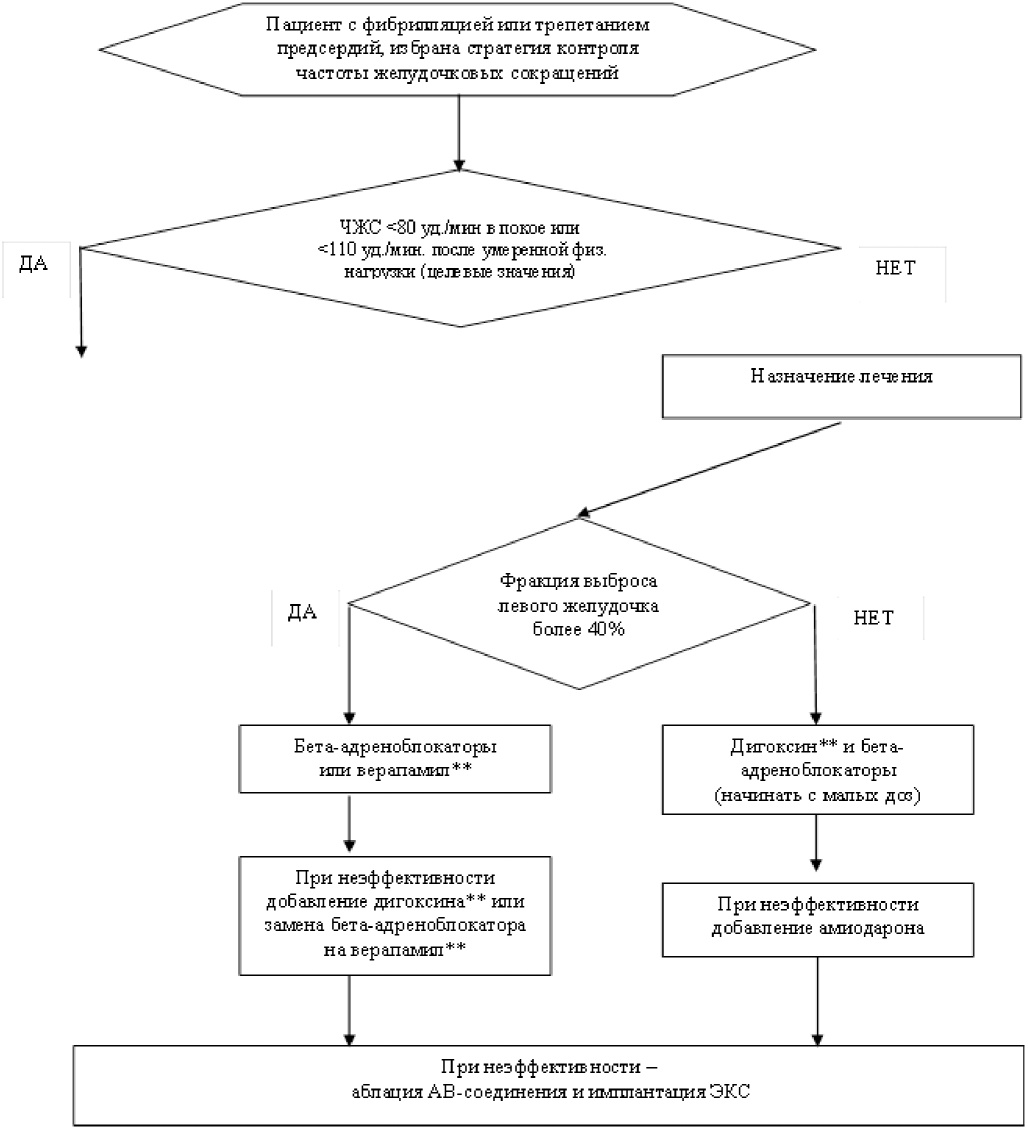 Пациент с фибрилляцией или трепетанием
предсердий, избрана стратегия контроля
частоты желудочковых сокращений
ЧЖС <80 уд./мин в покое или
<110 уд./мин. после умеренной физ.
нагрузки (целевые значения)
ДА
НЕТ
Назначение лечения
Фракция выброса
левого желудочка
более 40%
ДА
НЕТ
Бета-адреноблокаторы
или верапамил**
Дигоксин** и бета-
адреноблокаторы
(начинать с малых доз)
При неэффективности
добавление дигоксина** или
замена бета-адреноблокатора
на верапамил**
При неэффективности
добавление амиодарона
При неэффективности –
аблация АВ-соединения и имплантация ЭКС